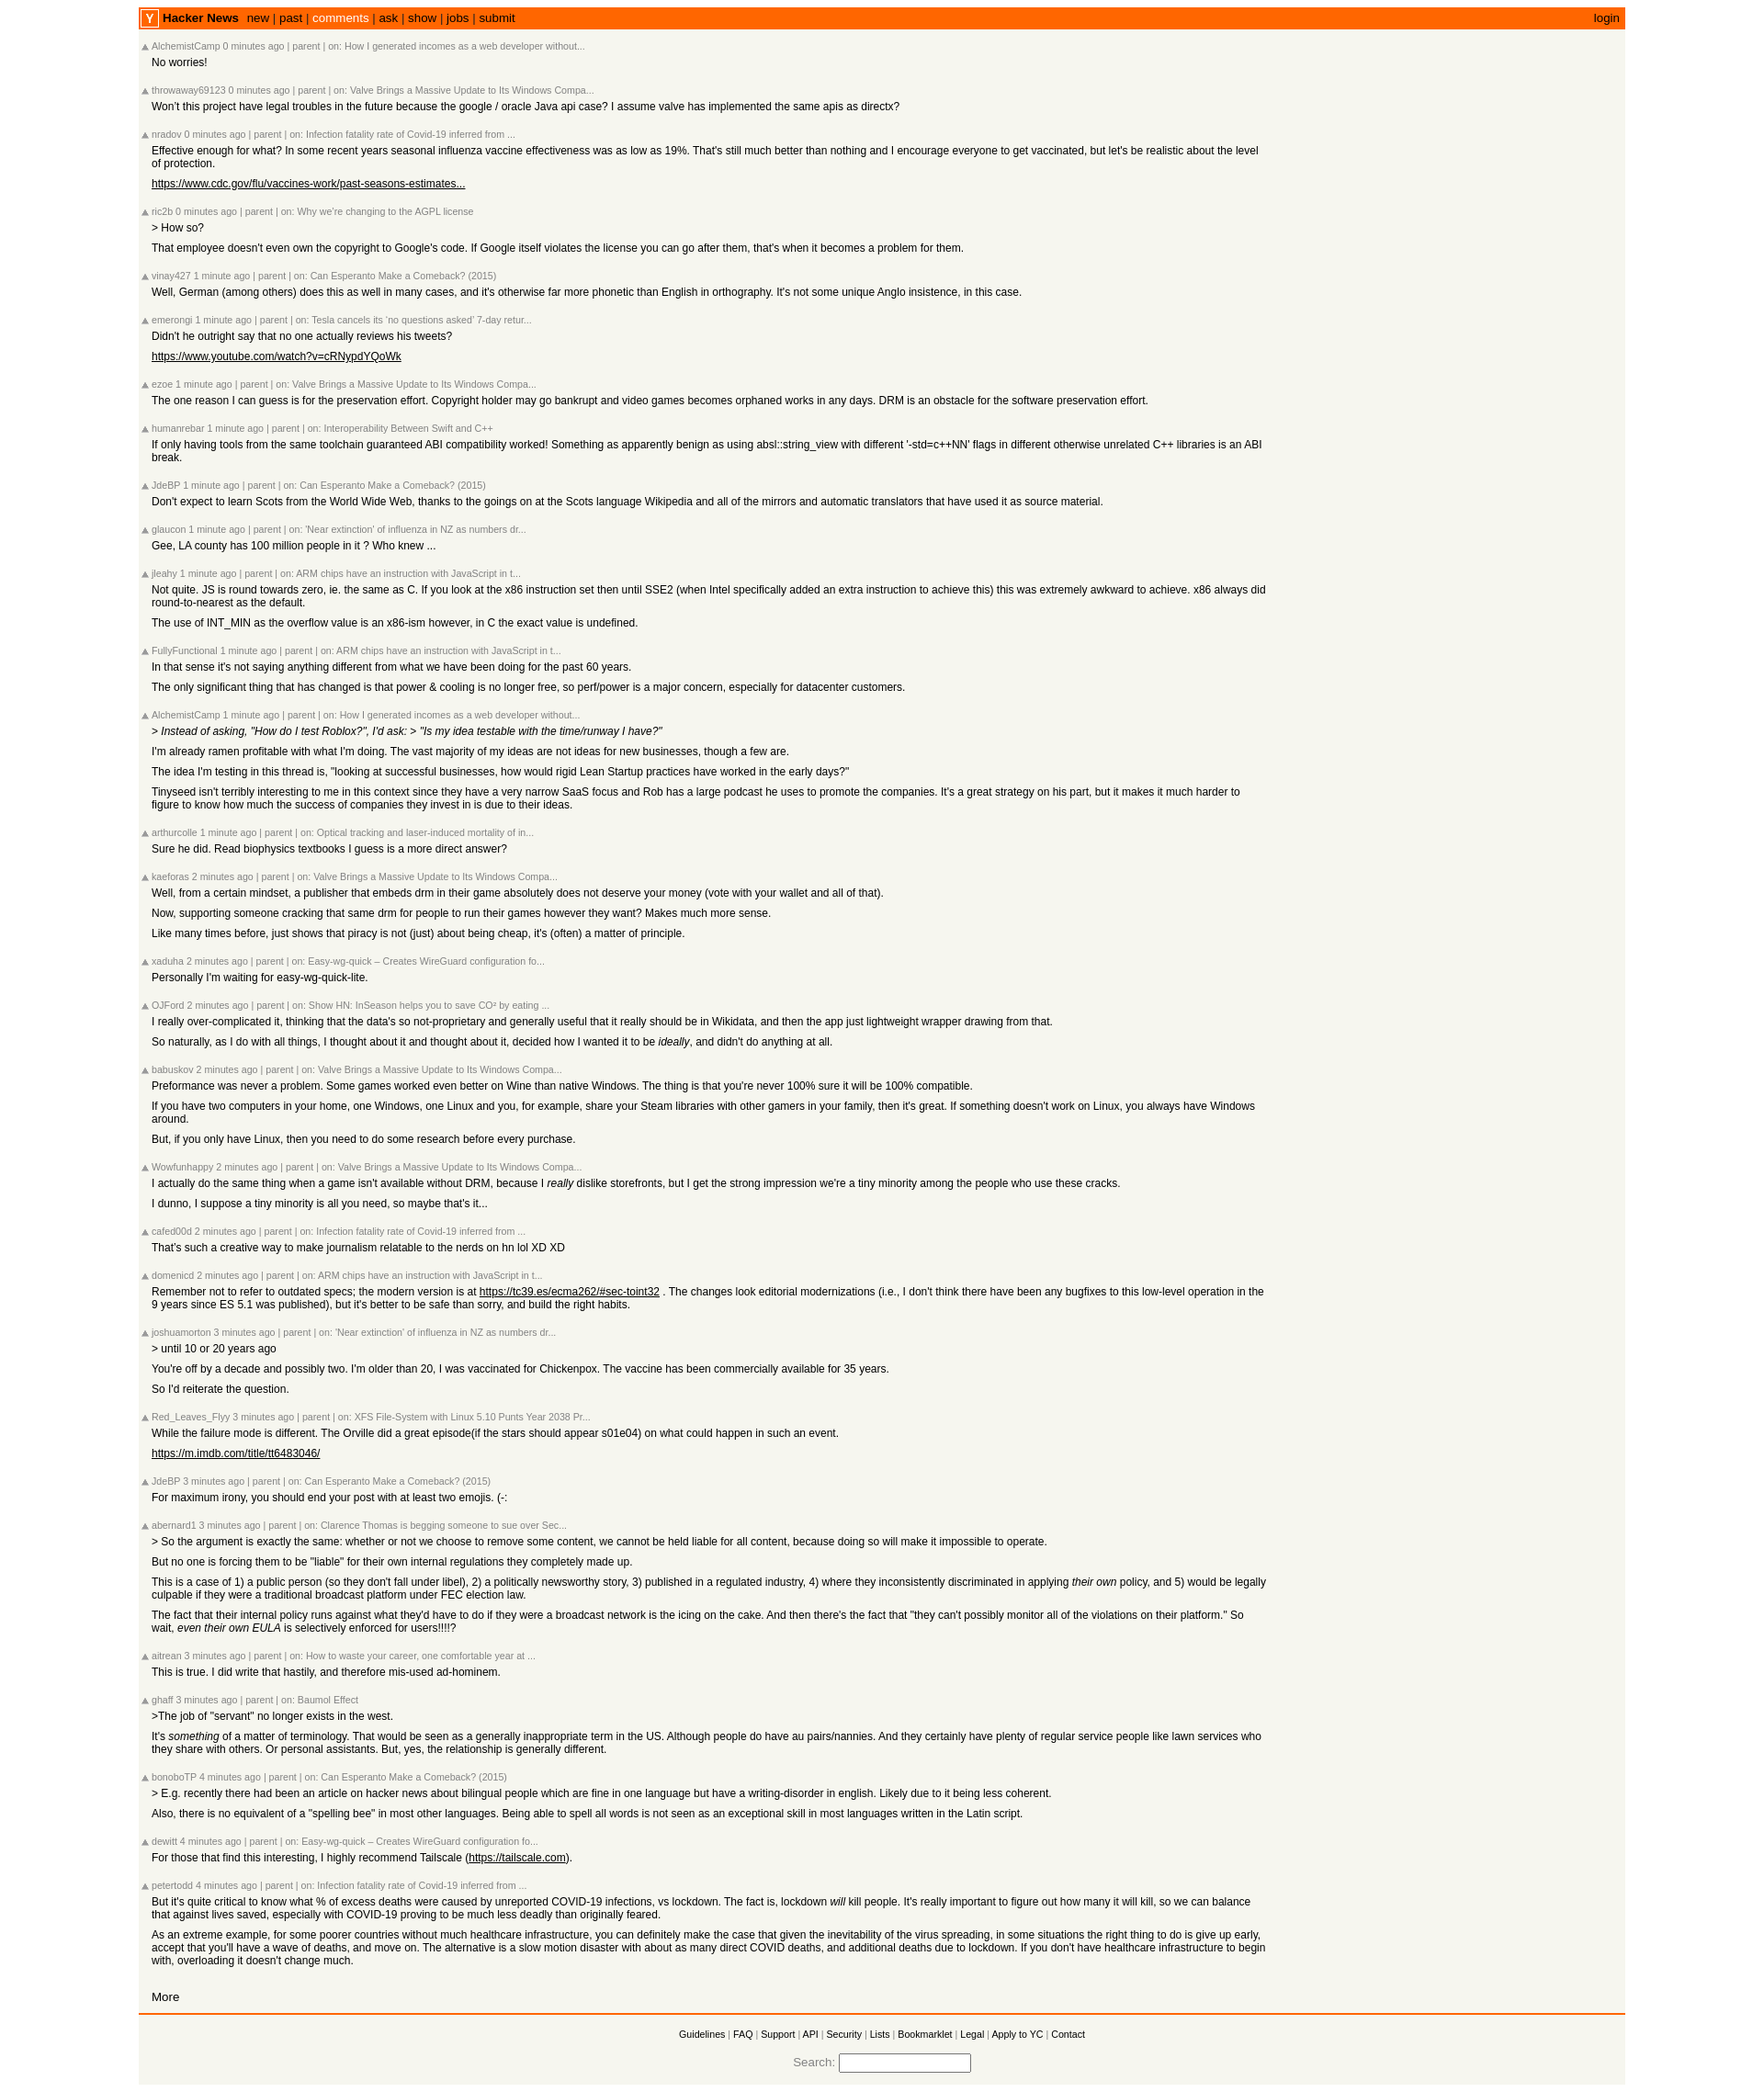 Y Hacker News new | past | comments | ask | show | jobs | submit login
AlchemistCamp 0 minutes ago | parent | on: How I generated incomes as a web developer without...
No worries!
throwaway69123 0 minutes ago | parent | on: Valve Brings a Massive Update to Its Windows Compa...
Won't this project have legal troubles in the future because the google / oracle Java api case? I assume valve has implemented the same apis as directx?
nradov 0 minutes ago | parent | on: Infection fatality rate of Covid-19 inferred from ...
Effective enough for what? In some recent years seasonal influenza vaccine effectiveness was as low as 19%. That's still much better than nothing and I encourage everyone to get vaccinated, but let's be realistic about the level
of protection.
https://www.cdc.gov/flu/vaccines-work/past-seasons-estimates...
ric2b 0 minutes ago | parent | on: Why we're changing to the AGPL license
> How so?
That employee doesn't even own the copyright to Google's code. If Google itself violates the license you can go after them, that's when it becomes a problem for them.
vinay427 1 minute ago | parent | on: Can Esperanto Make a Comeback? (2015)
Well, German (among others) does this as well in many cases, and it's otherwise far more phonetic than English in orthography. It's not some unique Anglo insistence, in this case.
emerongi 1 minute ago | parent | on: Tesla cancels its 'no questions asked' 7-day retur...
Didn't he outright say that no one actually reviews his tweets?
https://www.youtube.com/watch?v=cRNypdYQoWk
ezoe 1 minute ago | parent | on: Valve Brings a Massive Update to Its Windows Compa...
The one reason I can guess is for the preservation effort. Copyright holder may go bankrupt and video games becomes orphaned works in any days. DRM is an obstacle for the software preservation effort.
humanrebar 1 minute ago | parent | on: Interoperability Between Swift and C++
If only having tools from the same toolchain guaranteed ABI compatibility worked! Something as apparently benign as using absl::string_view with different '-std=c++NN' flags in different otherwise unrelated C++ libraries is an ABI
break.
JdeBP 1 minute ago | parent | on: Can Esperanto Make a Comeback? (2015)
Don't expect to learn Scots from the World Wide Web, thanks to the goings on at the Scots language Wikipedia and all of the mirrors and automatic translators that have used it as source material.
glaucon 1 minute ago | parent | on: 'Near extinction' of influenza in NZ as numbers dr...
Gee, LA county has 100 million people in it ? Who knew ...
jleahy 1 minute ago | parent | on: ARM chips have an instruction with JavaScript in t...
Not quite. JS is round towards zero, ie. the same as C. If you look at the x86 instruction set then until SSE2 (when Intel specifically added an extra instruction to achieve this) this was extremely awkward to achieve. x86 always did
round-to-nearest as the default.
The use of INT_MIN as the overflow value is an x86-ism however, in C the exact value is undefined.
FullyFunctional 1 minute ago | parent | on: ARM chips have an instruction with JavaScript in t...
In that sense it's not saying anything different from what we have been doing for the past 60 years.
The only significant thing that has changed is that power & cooling is no longer free, so perf/power is a major concern, especially for datacenter customers.
AlchemistCamp 1 minute ago | parent | on: How I generated incomes as a web developer without...
> Instead of asking, "How do I test Roblox?", I'd ask: > "Is my idea testable with the time/runway I have?"
I'm already ramen profitable with what I'm doing. The vast majority of my ideas are not ideas for new businesses, though a few are.
The idea I'm testing in this thread is, "looking at successful businesses, how would rigid Lean Startup practices have worked in the early days?"
Tinyseed isn't terribly interesting to me in this context since they have a very narrow SaaS focus and Rob has a large podcast he uses to promote the companies. It's a great strategy on his part, but it makes it much harder to
figure to know how much the success of companies they invest in is due to their ideas.
arthurcolle 1 minute ago | parent | on: Optical tracking and laser-induced mortality of in...
Sure he did. Read biophysics textbooks I guess is a more direct answer?
kaeforas 2 minutes ago | parent | on: Valve Brings a Massive Update to Its Windows Compa...
Well, from a certain mindset, a publisher that embeds drm in their game absolutely does not deserve your money (vote with your wallet and all of that).
Now, supporting someone cracking that same drm for people to run their games however they want? Makes much more sense.
Like many times before, just shows that piracy is not (just) about being cheap, it's (often) a matter of principle.
xaduha 2 minutes ago | parent | on: Easy-wg-quick – Creates WireGuard configuration fo...
Personally I'm waiting for easy-wg-quick-lite.
OJFord 2 minutes ago | parent | on: Show HN: InSeason helps you to save CO² by eating ...
I really over-complicated it, thinking that the data's so not-proprietary and generally useful that it really should be in Wikidata, and then the app just lightweight wrapper drawing from that.
So naturally, as I do with all things, I thought about it and thought about it, decided how I wanted it to be ideally, and didn't do anything at all.
babuskov 2 minutes ago | parent | on: Valve Brings a Massive Update to Its Windows Compa...
Preformance was never a problem. Some games worked even better on Wine than native Windows. The thing is that you're never 100% sure it will be 100% compatible.
If you have two computers in your home, one Windows, one Linux and you, for example, share your Steam libraries with other gamers in your family, then it's great. If something doesn't work on Linux, you always have Windows
around.
But, if you only have Linux, then you need to do some research before every purchase.
Wowfunhappy 2 minutes ago | parent | on: Valve Brings a Massive Update to Its Windows Compa...
I actually do the same thing when a game isn't available without DRM, because I really dislike storefronts, but I get the strong impression we're a tiny minority among the people who use these cracks.
I dunno, I suppose a tiny minority is all you need, so maybe that's it...
cafed00d 2 minutes ago | parent | on: Infection fatality rate of Covid-19 inferred from ...
That's such a creative way to make journalism relatable to the nerds on hn lol XD XD
domenicd 2 minutes ago | parent | on: ARM chips have an instruction with JavaScript in t...
Remember not to refer to outdated specs; the modern version is at https://tc39.es/ecma262/#sec-toint32 . The changes look editorial modernizations (i.e., I don't think there have been any bugfixes to this low-level operation in the
9 years since ES 5.1 was published), but it's better to be safe than sorry, and build the right habits.
joshuamorton 3 minutes ago | parent | on: 'Near extinction' of influenza in NZ as numbers dr...
> until 10 or 20 years ago
You're off by a decade and possibly two. I'm older than 20, I was vaccinated for Chickenpox. The vaccine has been commercially available for 35 years.
So I'd reiterate the question.
Red_Leaves_Flyy 3 minutes ago | parent | on: XFS File-System with Linux 5.10 Punts Year 2038 Pr...
While the failure mode is different. The Orville did a great episode(if the stars should appear s01e04) on what could happen in such an event.
https://m.imdb.com/title/tt6483046/
JdeBP 3 minutes ago | parent | on: Can Esperanto Make a Comeback? (2015)
For maximum irony, you should end your post with at least two emojis. (-:
abernard1 3 minutes ago | parent | on: Clarence Thomas is begging someone to sue over Sec...
> So the argument is exactly the same: whether or not we choose to remove some content, we cannot be held liable for all content, because doing so will make it impossible to operate.
But no one is forcing them to be "liable" for their own internal regulations they completely made up.
This is a case of 1) a public person (so they don't fall under libel), 2) a politically newsworthy story, 3) published in a regulated industry, 4) where they inconsistently discriminated in applying their own policy, and 5) would be legally
culpable if they were a traditional broadcast platform under FEC election law.
The fact that their internal policy runs against what they'd have to do if they were a broadcast network is the icing on the cake. And then there's the fact that "they can't possibly monitor all of the violations on their platform." So
wait, even their own EULA is selectively enforced for users!!!!?
aitrean 3 minutes ago | parent | on: How to waste your career, one comfortable year at ...
This is true. I did write that hastily, and therefore mis-used ad-hominem.
ghaff 3 minutes ago | parent | on: Baumol Effect
>The job of "servant" no longer exists in the west.
It's something of a matter of terminology. That would be seen as a generally inappropriate term in the US. Although people do have au pairs/nannies. And they certainly have plenty of regular service people like lawn services who
they share with others. Or personal assistants. But, yes, the relationship is generally different.
bonoboTP 4 minutes ago | parent | on: Can Esperanto Make a Comeback? (2015)
> E.g. recently there had been an article on hacker news about bilingual people which are fine in one language but have a writing-disorder in english. Likely due to it being less coherent.
Also, there is no equivalent of a "spelling bee" in most other languages. Being able to spell all words is not seen as an exceptional skill in most languages written in the Latin script.
dewitt 4 minutes ago | parent | on: Easy-wg-quick – Creates WireGuard configuration fo...
For those that find this interesting, I highly recommend Tailscale (https://tailscale.com).
petertodd 4 minutes ago | parent | on: Infection fatality rate of Covid-19 inferred from ...
But it's quite critical to know what % of excess deaths were caused by unreported COVID-19 infections, vs lockdown. The fact is, lockdown will kill people. It's really important to figure out how many it will kill, so we can balance
that against lives saved, especially with COVID-19 proving to be much less deadly than originally feared.
As an extreme example, for some poorer countries without much healthcare infrastructure, you can definitely make the case that given the inevitability of the virus spreading, in some situations the right thing to do is give up early,
accept that you'll have a wave of deaths, and move on. The alternative is a slow motion disaster with about as many direct COVID deaths, and additional deaths due to lockdown. If you don't have healthcare infrastructure to begin
with, overloading it doesn't change much.
More
Guidelines | FAQ | Support | API | Security | Lists | Bookmarklet | Legal | Apply to YC | Contact
Search: